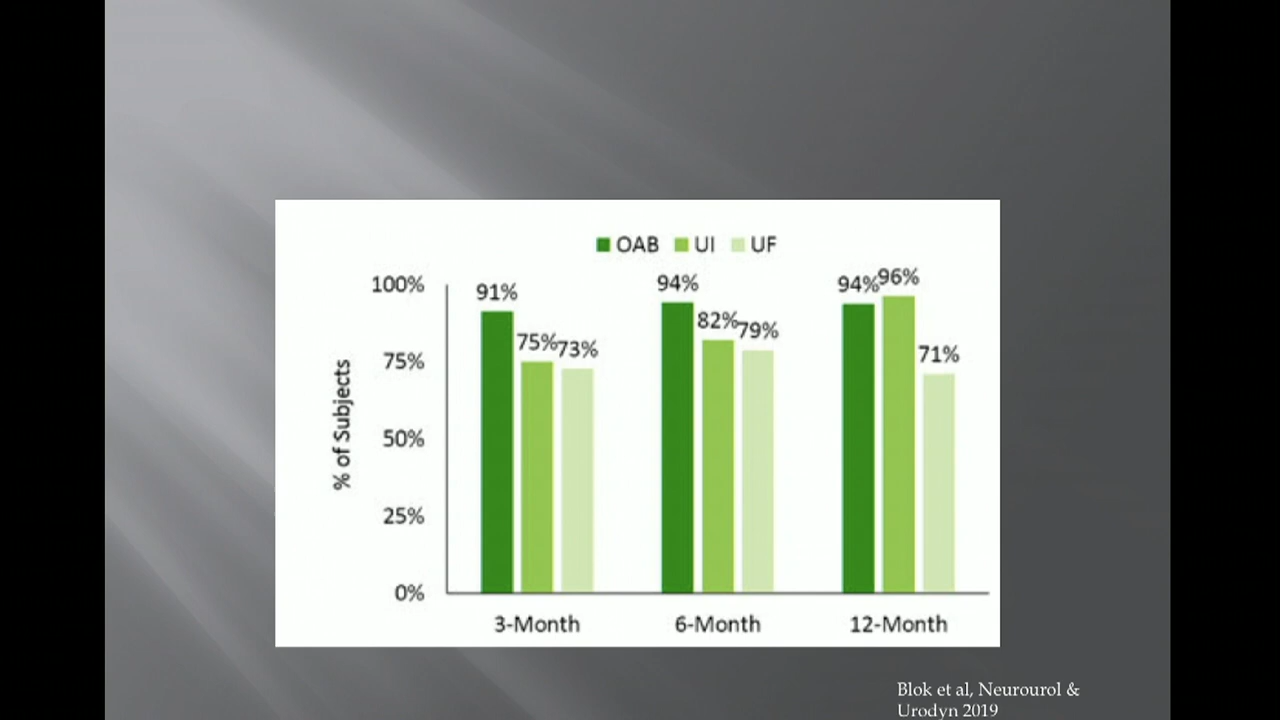 OAB UI UF
100%
75%
50%
25%
0%
% of Subjects
91%
75%
73%
94%
82%
79%
94%
96%
71%
3-Month 6-Month 12-Month
Blok et al, Neurourol &
Urodyn 2019